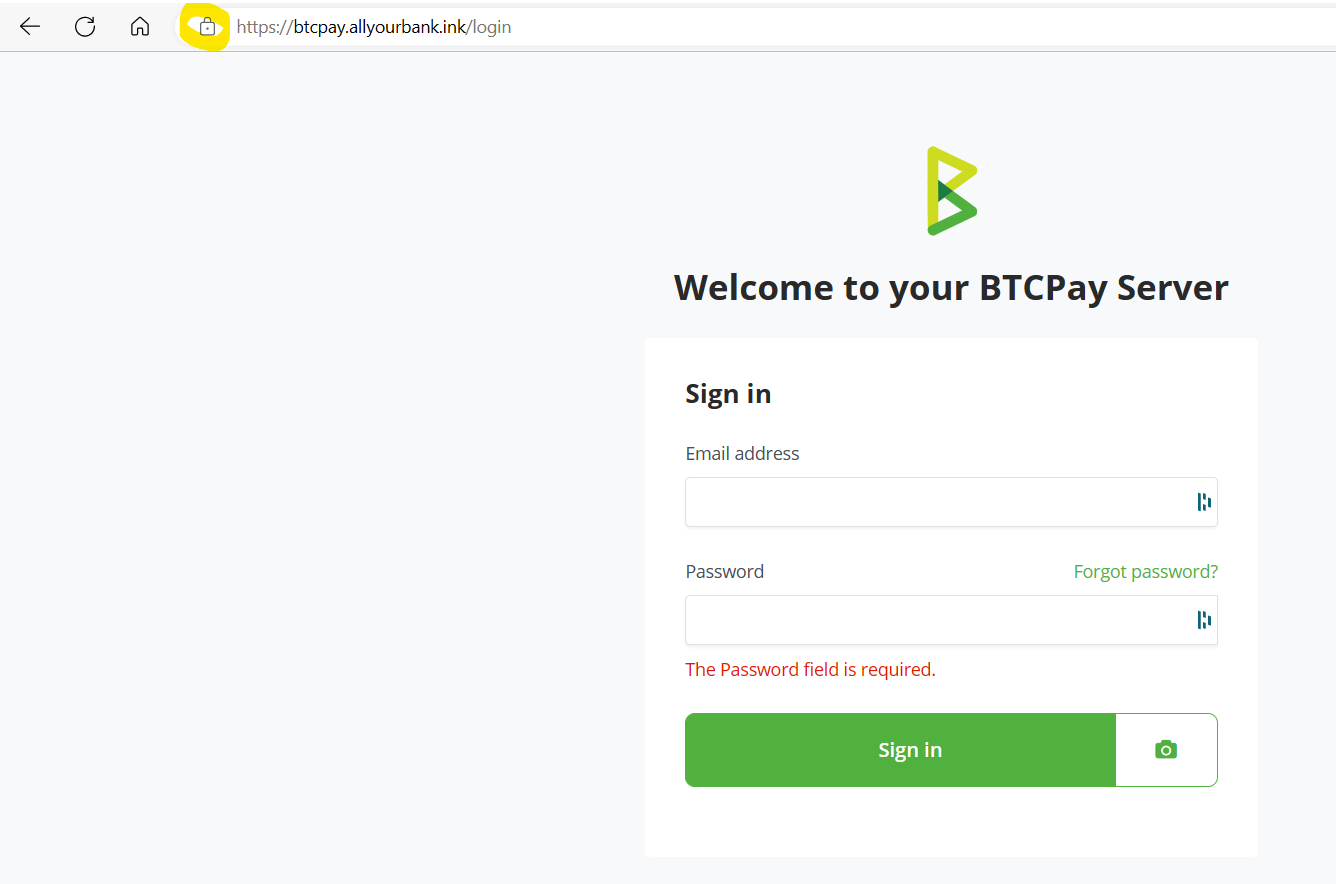 https://btcpay.allyourbank.ink/login
Welcome to your BTCPay Server
Sign in
Email address
Password
Forgot password?
The Password field is required.
Sign in